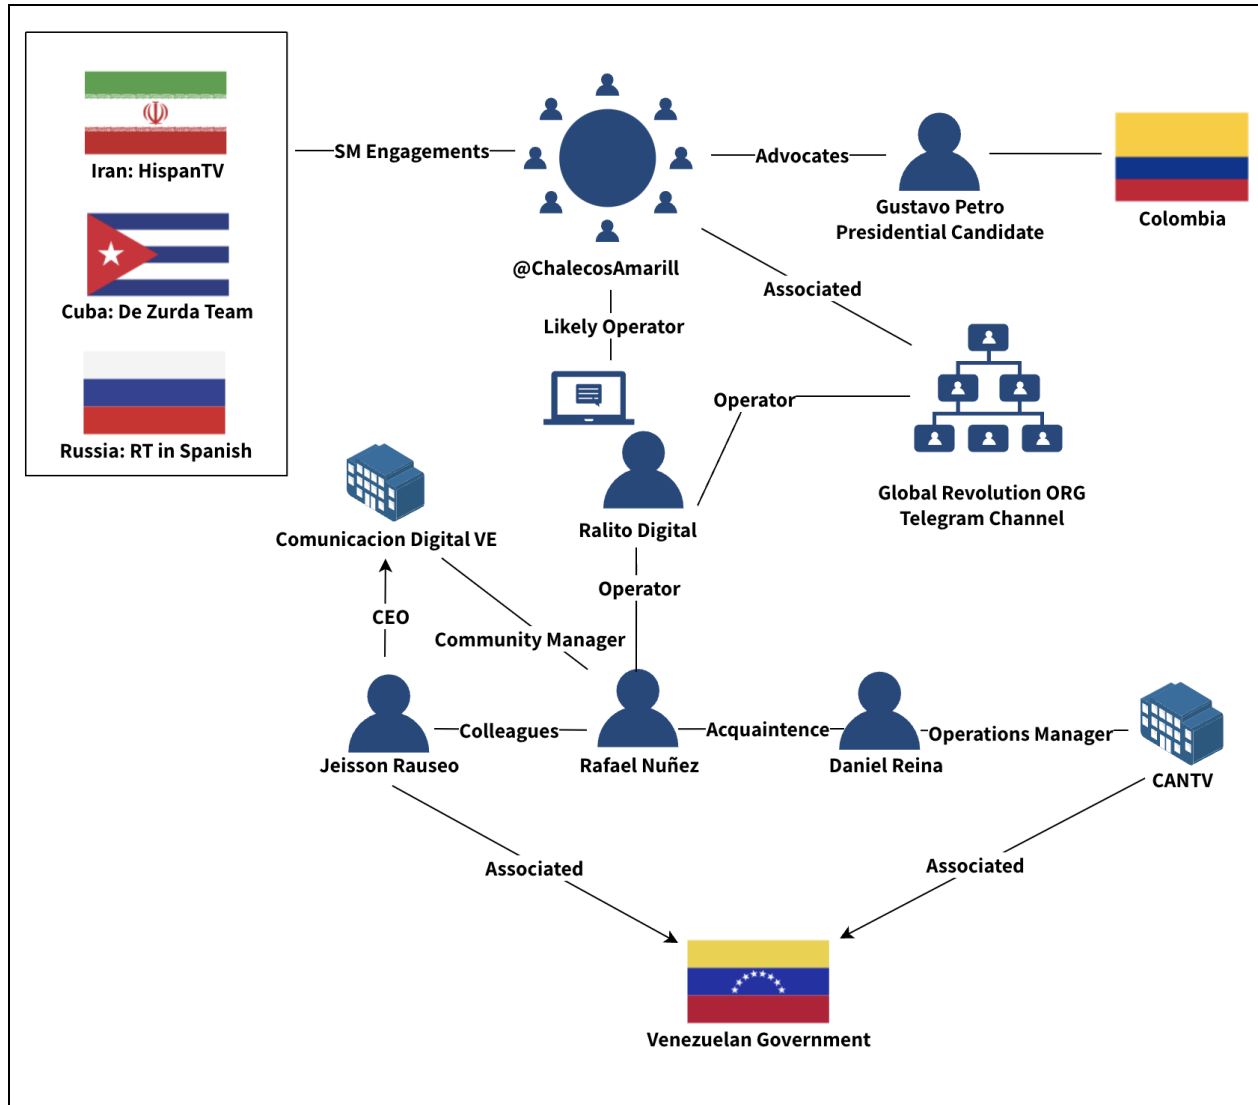 Iran: HispanTV
Cuba: De Zurda Team
Russia: RT in Spanish
SM Engagements
@ChalecosAmarill
Advocates
Gustavo Petro
Presidential Candidate
Colombia
Associated
Likely Operator
Operator
Global Revolution ORG
Telegram Channel
Ralito Digital
Comunicacion Digital VE
Operator
CEO
Community Manager
Jeisson Rauseo
Colleagues
Rafael Nuñez
Acquaintence
Daniel Reina
Operations Manager
CANTV
Associated
Associated
Venezuelan Government